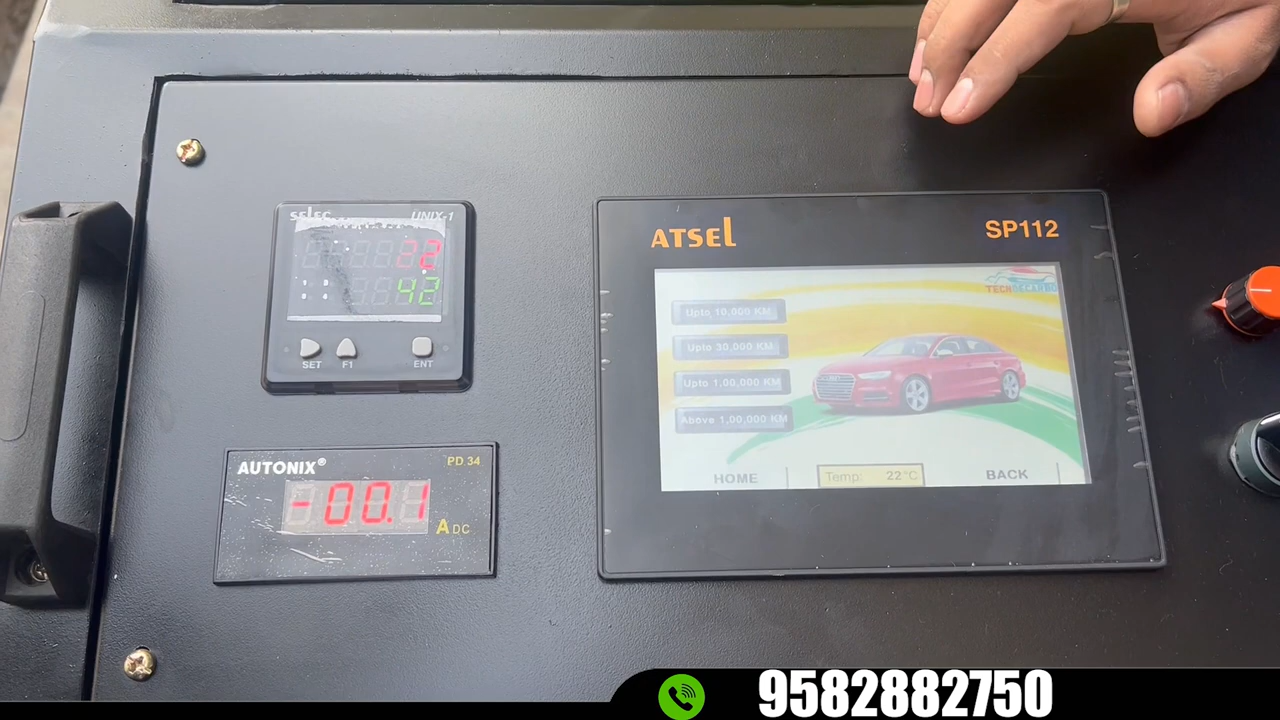 selec UNIX-1
22
42
SET F1 ENT
AUTONIX® PD.34
-00.1
A DC
ATSEL SP112
Upto 10,000 KM
Upto 30,000 KM
Upto 1,00,000 KM
Above 1,00,000 KM
HOME Temp: 22°C BACK
9582882750